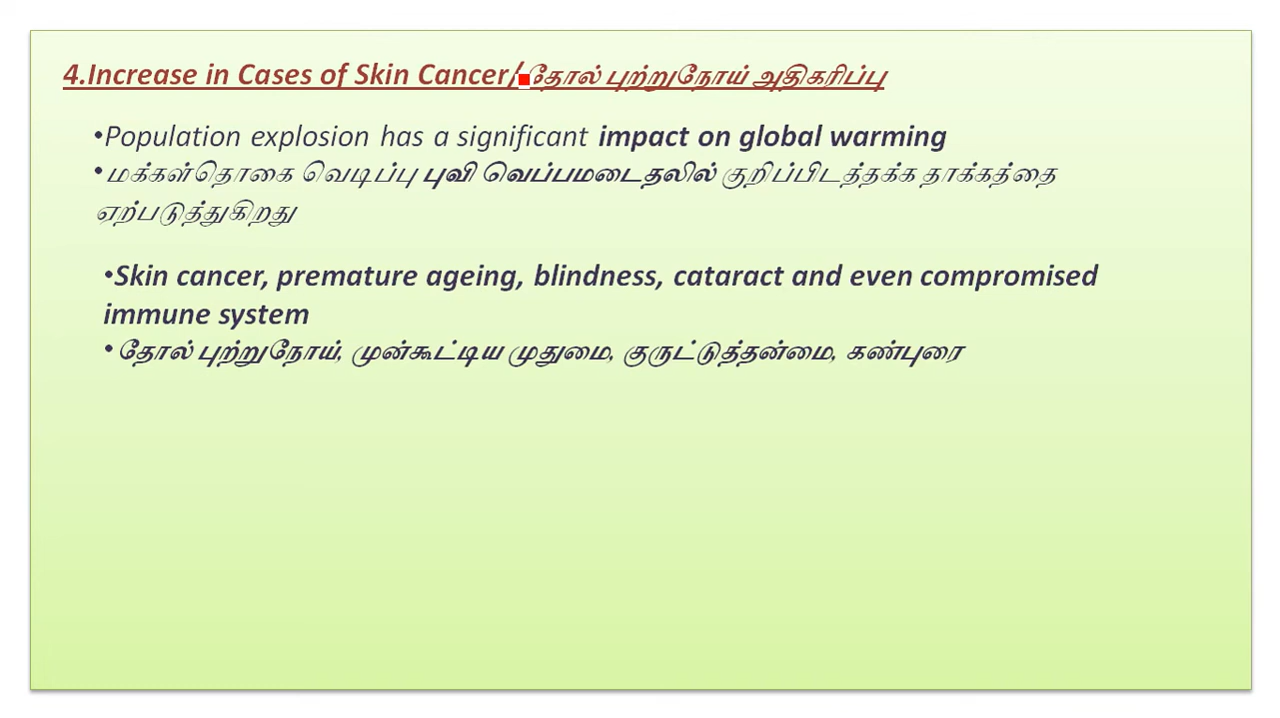 4.Increase in Cases of Skin Cancer/தோல் புற்றுநோய் அதிகரிப்பு
•Population explosion has a significant impact on global warming
•மக்கள்தொகை வெடிப்பு புவி வெப்பமடைதலில் குறிப்பிடத்தக்க தாக்கத்தை
ஏற்படுத்துகிறது
•Skin cancer, premature ageing, blindness, cataract and even compromised
immune system
•தோல் புற்றுநோய், முன்கூட்டிய முதுமை, குருட்டுத்தன்மை, கண்புரை